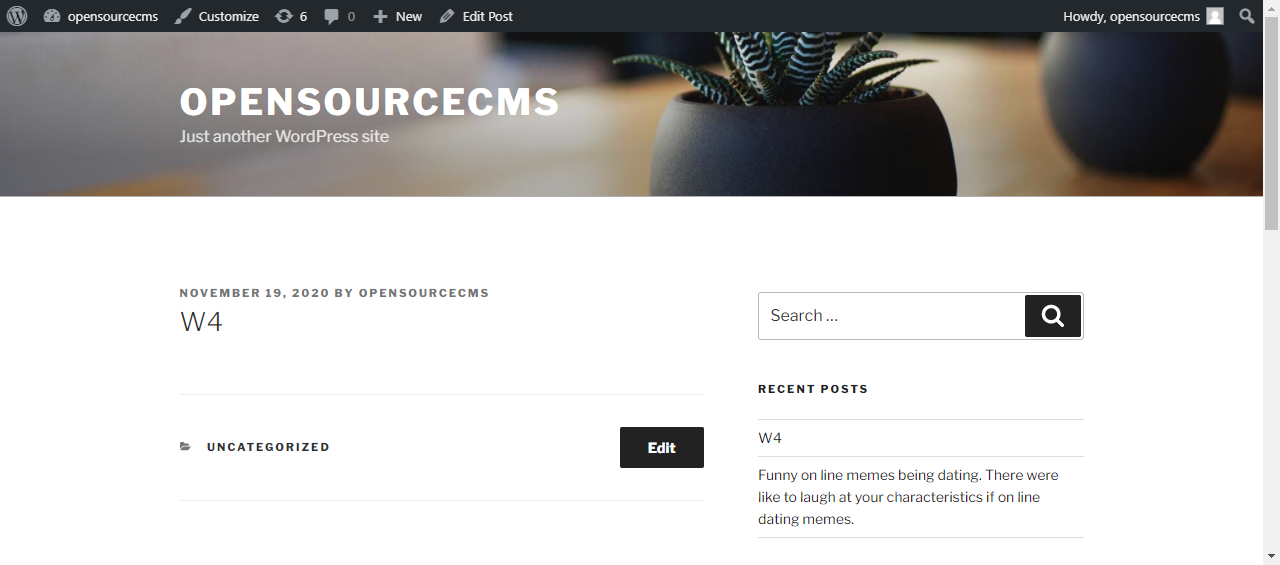 opensourcecms Customize 6 0 New Edit Post Howdy, opensourcecms
OPENSOURCECMS
Just another WordPress site
NOVEMBER 19, 2020 BY OPENSOURCECMS
W4
UNCATEGORIZED
Edit
Search …
RECENT POSTS
W4
Funny on line memes being dating. There were
like to laugh at your characteristics if on line
dating memes.